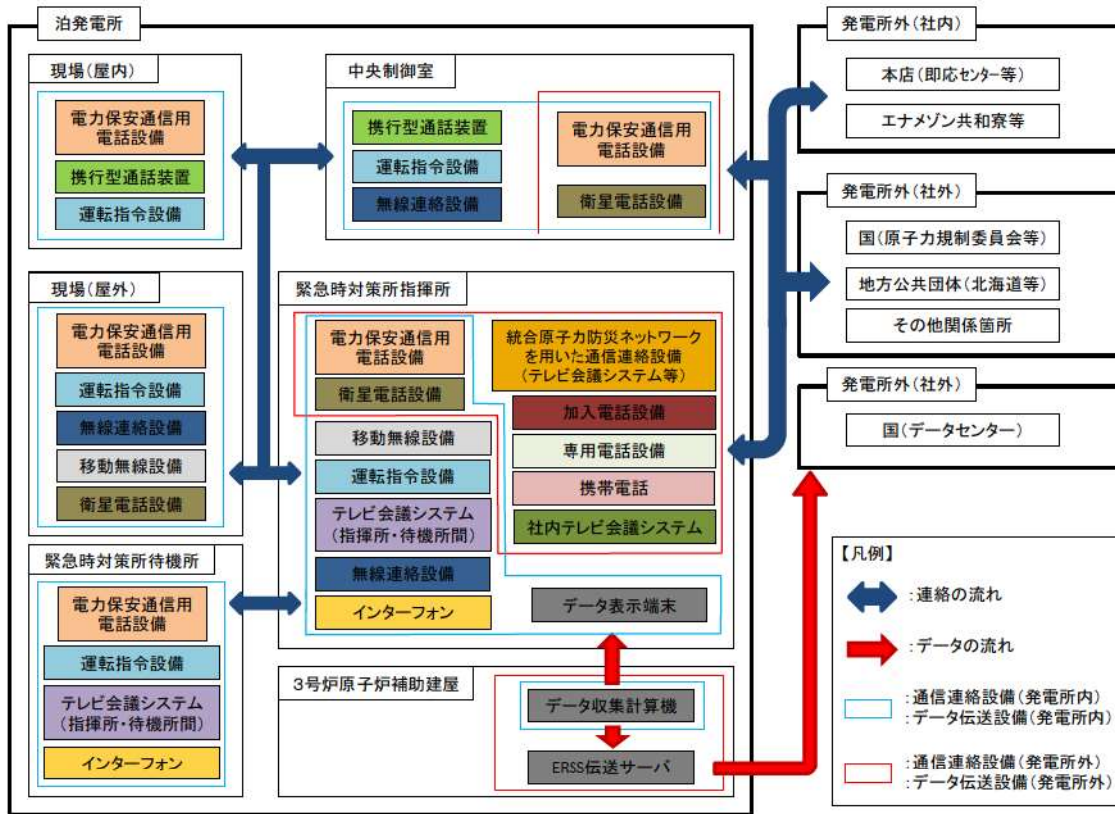 泊発電所
現場(屋内)
電力保安通信用
電話設備
携行型通話装置
運転指令設備
中央制御室
携行型通話装置
運転指令設備
無線連絡設備
電力保安通信用
電話設備
衛星電話設備
現場(屋外)
電力保安通信用
電話設備
運転指令設備
無線連絡設備
移動無線設備
衛星電話設備
緊急時対策所指揮所
電力保安通信用
電話設備
衛星電話設備
移動無線設備
運転指令設備
テレビ会議システム
(指揮所・待機所間)
無線連絡設備
インターフォン
統合原子力防災ネットワーク
を用いた通信連絡設備
(テレビ会議システム等)
加入電話設備
専用電話設備
携帯電話
社内テレビ会議システム
データ表示端末
緊急時対策所待機所
電力保安通信用
電話設備
運転指令設備
テレビ会議システム
(指揮所・待機所間)
インターフォン
3号炉原子炉補助建屋
データ収集計算機
ERSS伝送サーバ
発電所外(社内)
本店(即応センター等)
エナメゾン共和寮等
発電所外(社外)
国(原子力規制委員会等)
地方公共団体(北海道等)
その他関係箇所
発電所外(社外)
国(データセンター)
【凡例】
:連絡の流れ
:データの流れ
:通信連絡設備(発電所内)
:データ伝送設備(発電所内)
:通信連絡設備(発電所外)
:データ伝送設備(発電所外)